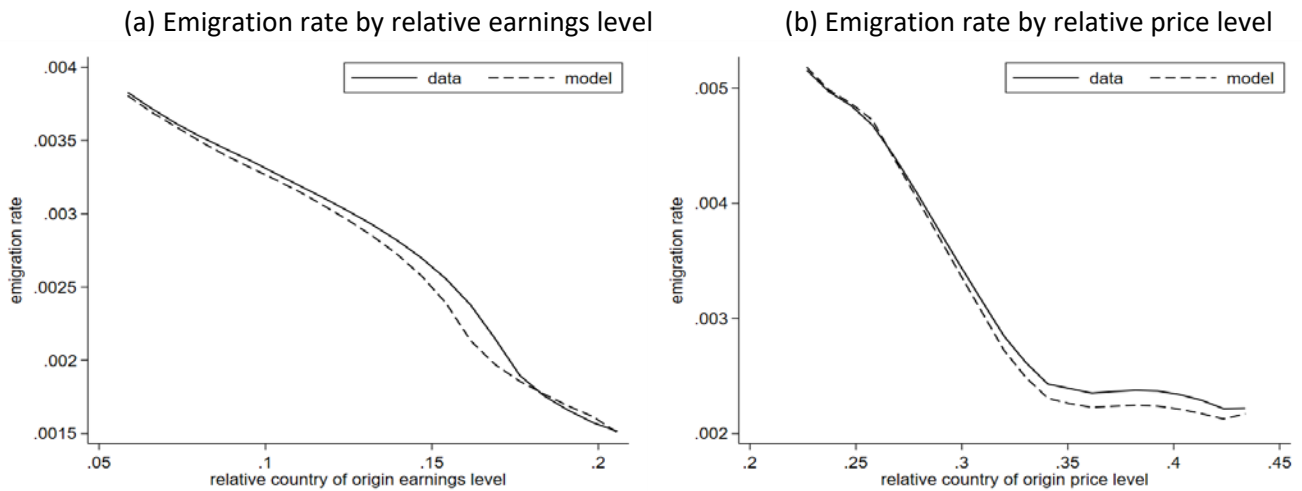 (a) Emigration rate by relative earnings level
(b) Emigration rate by relative price level
data
model
.004
.0035
.003
.0025
.002
.0015
emigration rate
.05
.1
.15
.2
relative country of origin earnings level
data
model
.005
.004
.003
.002
emigration rate
.2
.25
.3
.35
.4
.45
relative country of origin price level